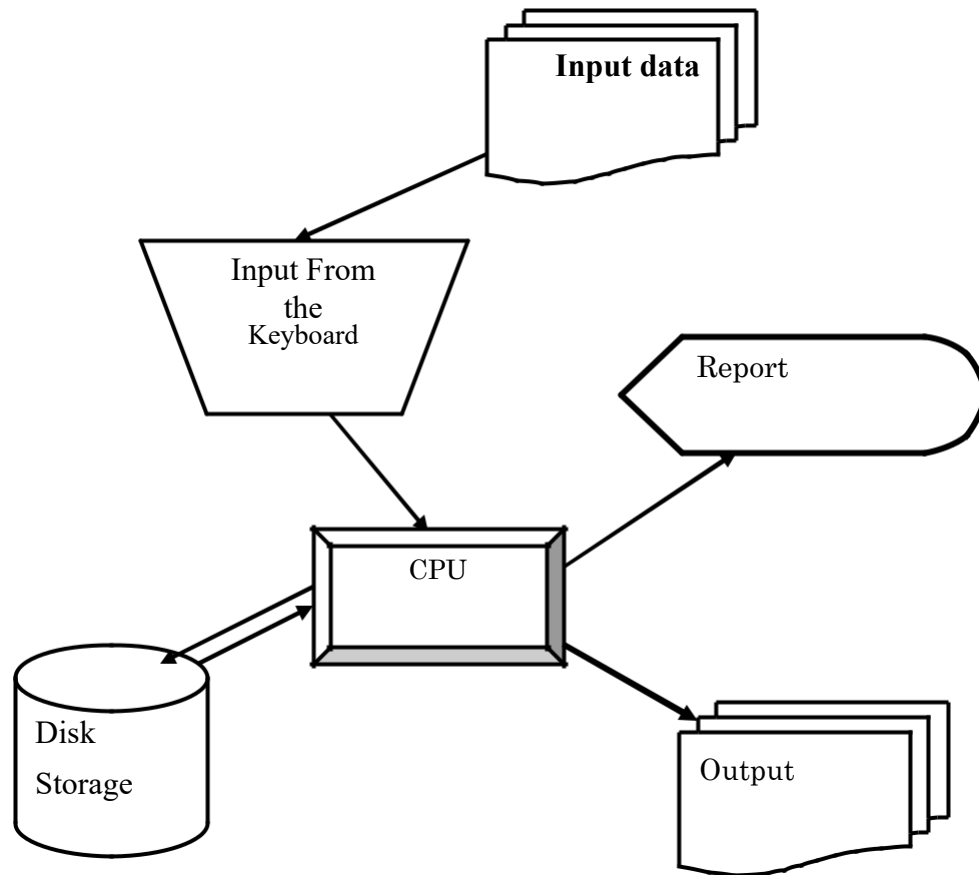 Input data
Input From
the
Keyboard
Report
CPU
Disk
Storage
Output